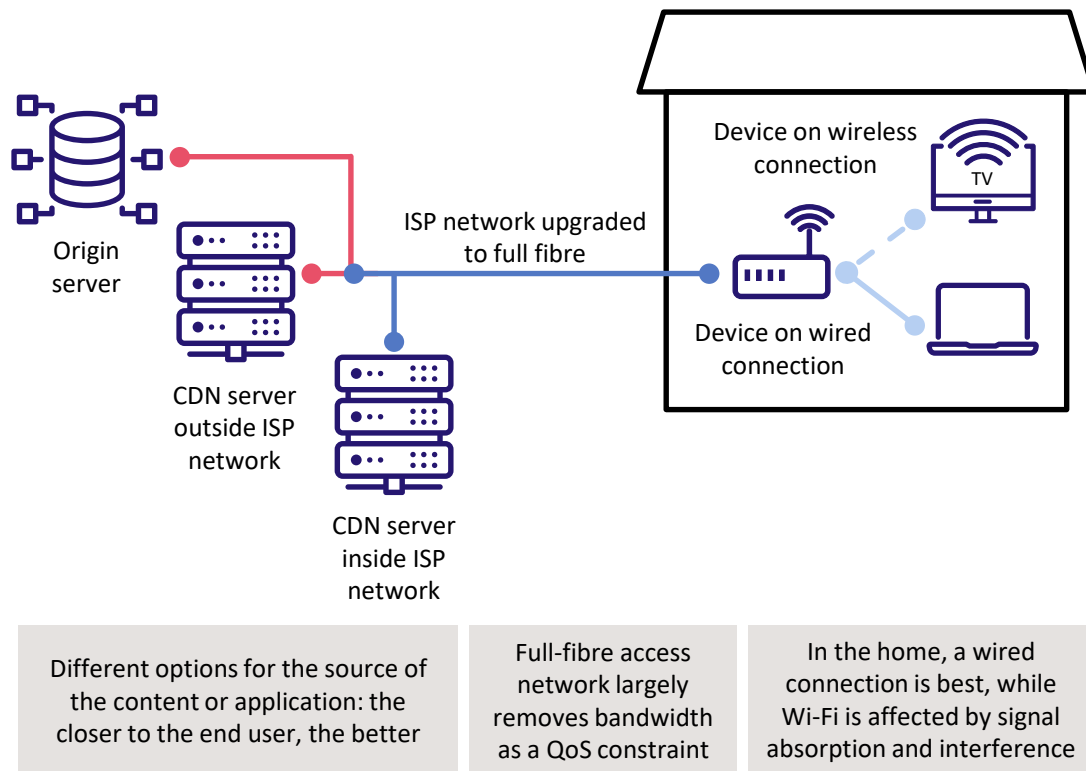 Origin
server
CDN server
outside ISP
network
CDN server
inside ISP
network
ISP network upgraded
to full fibre
Device on wireless
connection
TV
Device on wired
connection
Different options for the source of
the content or application: the
closer to the end user, the better
Full-fibre access
network largely
removes bandwidth
as a QoS constraint
In the home, a wired
connection is best, while
Wi-Fi is affected by signal
absorption and interference